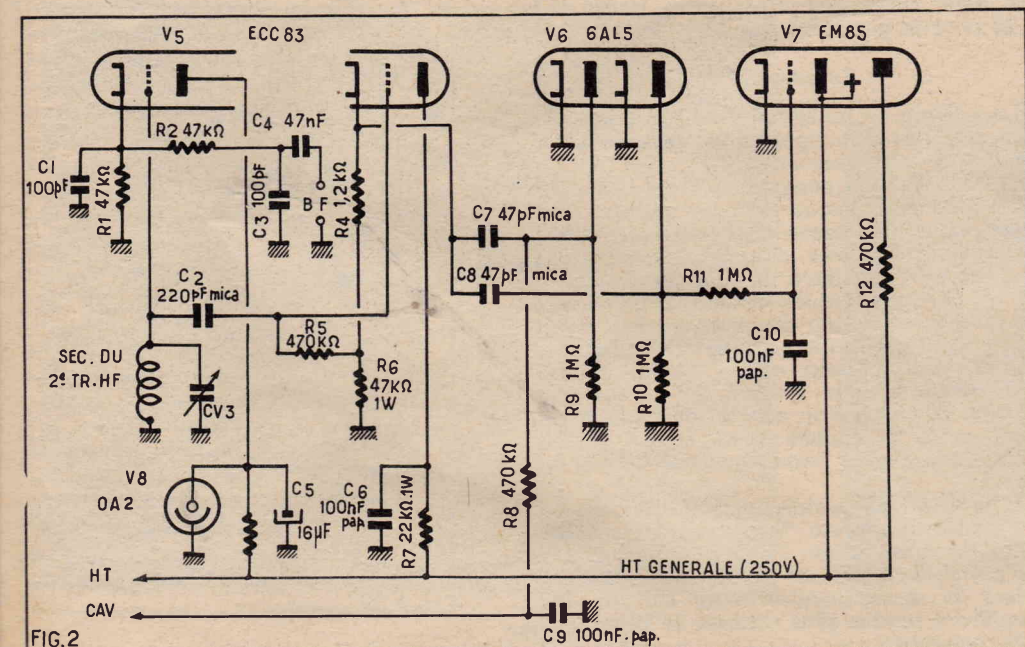 V5 ECC83
V6 6AL5
V7 EM85
C1
100pF
R1 47kΩ
R2 47kΩ
C4 47nF
C3 100pF
BF
R4 1,2kΩ
C7 47pF mica
C8 47pF mica
R11 1MΩ
R12 470kΩ
C2
220pF mica
R5
470kΩ
R6
47kΩ
1W
C10
100nF
pap.
SEC. DU
2e TR.HF
CV3
R9 1MΩ
R10 1MΩ
V8
OA2
C5
16µF
C6
100nF
pap.
R7 22kΩ.1W
R8 470kΩ
HT
HT GENERALE (250V)
CAV
C9 100nF.pap.
FIG.2